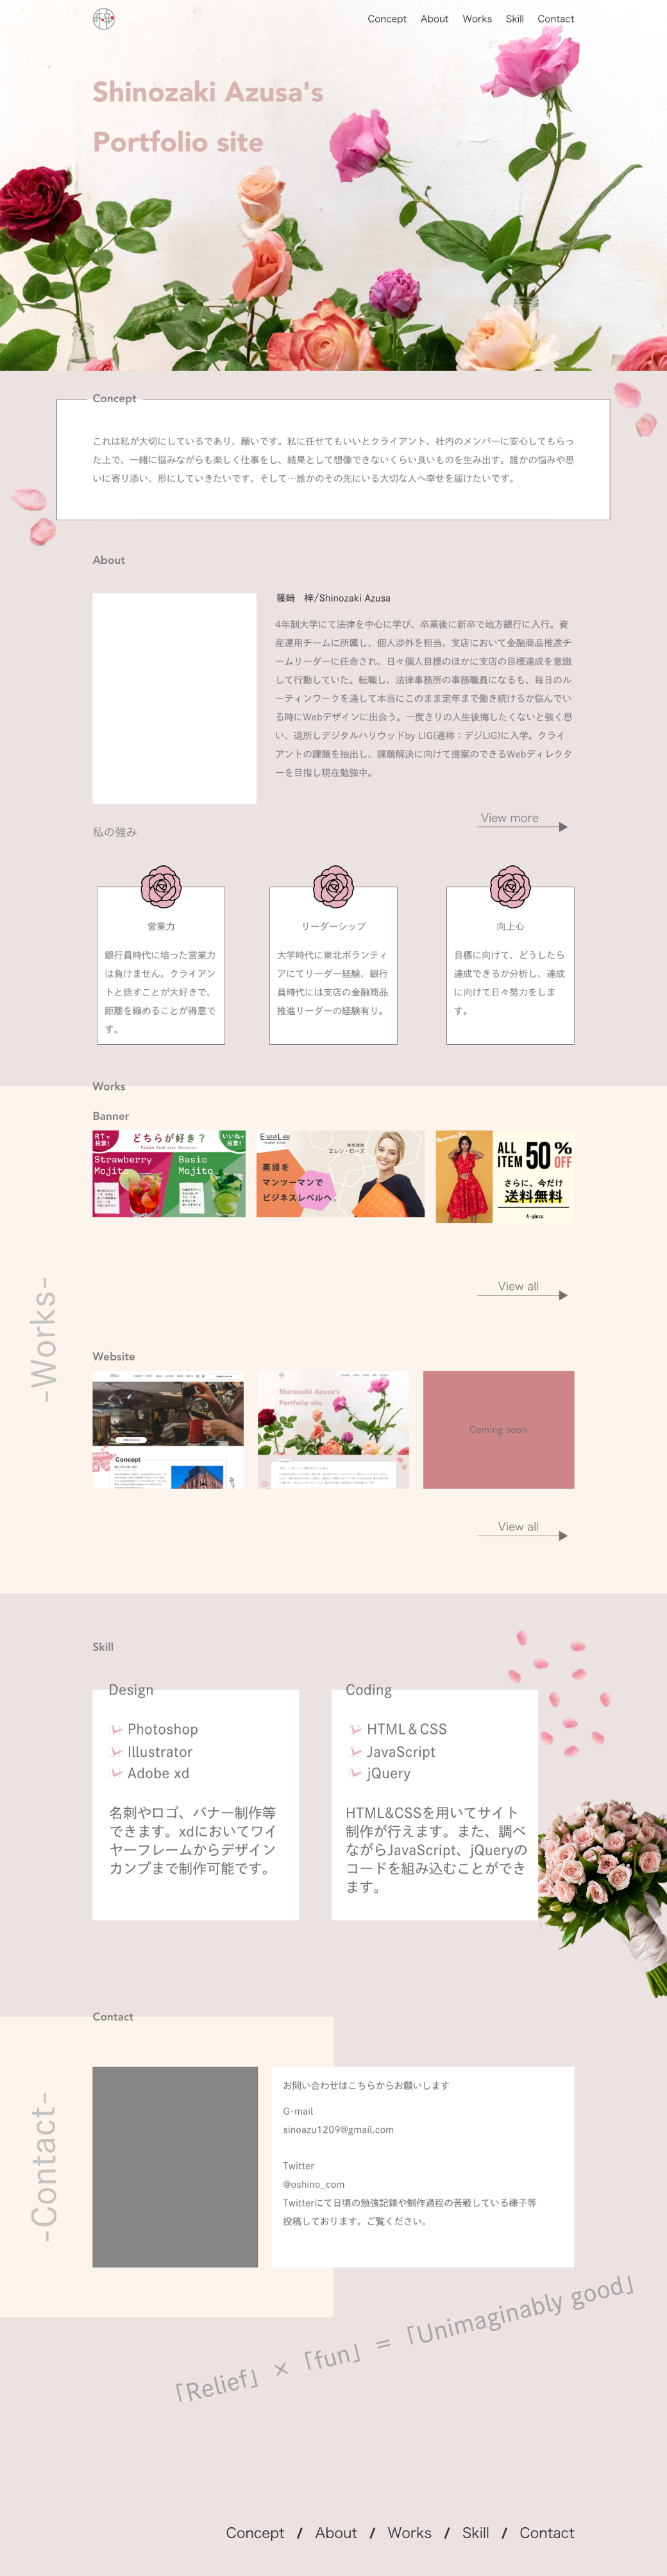 Concept About Works Skill Contact
Shinozaki Azusa's
Portfolio site
Concept
これは私が大切にしているであり、願いです。私に任せてもいいとクライアント、社内のメンバーに安心してもらっ
た上で、一緒に悩みながらも楽しく仕事をし、結果として想像できないくらい良いものを生み出す。誰かの悩みや思
いに寄り添い、形にしていきたいです。そして…誰かのその先にいる大切な人へ幸せを届けたいです。
About
篠﨑　梓/Shinozaki Azusa
4年制大学にて法律を中心に学び、卒業後に新卒で地方銀行に入行。資
産運用チームに所属し、個人渉外を担当。支店において金融商品推進チ
ームリーダーに任命され、日々個人目標のほかに支店の目標達成を意識
して行動していた。転職し、法律事務所の事務職員になるも、毎日のル
ーティンワークを通して本当にこのまま定年まで働き続けるか悩んでい
る時にWebデザインに出会う。一度きりの人生後悔したくないと強く思
い、退所しデジタルハリウッドby LIG(通称：デジLIG)に入学。クライ
アントの課題を抽出し、課題解決に向けて提案のできるWebディレクタ
ーを目指し現在勉強中。
View more
私の強み
営業力
銀行員時代に培った営業力
は負けません。クライアン
トと話すことが大好きで、
距離を縮めることが得意で
す。
リーダーシップ
大学時代に東北ボランティ
アにてリーダー経験、銀行
員時代には支店の金融商品
推進リーダーの経験有り。
向上心
目標に向けて、どうしたら
達成できるか分析し、達成
に向けて日々努力をしま
す。
Works
Banner
RTで
投票!
どちらが好き？
いいねで
投票!
Please find your favorite.
Strawberry
Mojito
Basic
Mojito
英語を
マンツーマンで
ビジネスレベルへ。
エレン・ローズ
ALL
ITEM 50%
OFF
さらに、今だけ
送料無料
View all
-Works-
Website
Concept
Shinozaki Azusa's
Portfolio site
Coming soon
View all
Skill
Design
Photoshop
Illustrator
Adobe xd
名刺やロゴ、バナー制作等
できます。xdにおいてワイ
ヤーフレームからデザイン
カンプまで制作可能です。
Coding
HTML＆CSS
JavaScript
jQuery
HTML&CSSを用いてサイト
制作が行えます。また、調べ
ながらJavaScript、jQueryの
コードを組み込むことができ
ます。
Contact
-Contact-
お問い合わせはこちらからお願いします
G-mail
sinoazu1209@gmail.com
Twitter
@oshino_com
Twitterにて日頃の勉強記録や制作過程の苦戦している様子等
投稿しております。ご覧ください。
「Relief」×「fun」=「Unimaginably good」
Concept / About / Works / Skill / Contact